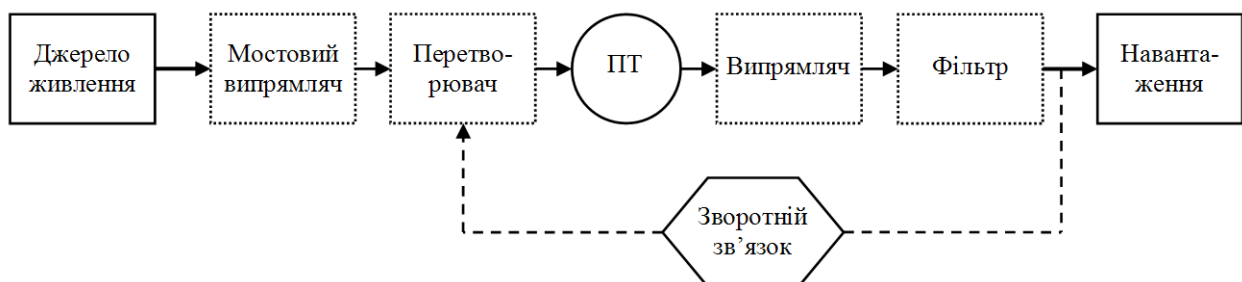 Джерело
живлення
Мостовий
випрямляч
Перетво-
рювач
ПТ
Випрямляч
Фільтр
Наванта-
ження
Зворотній
зв’язок